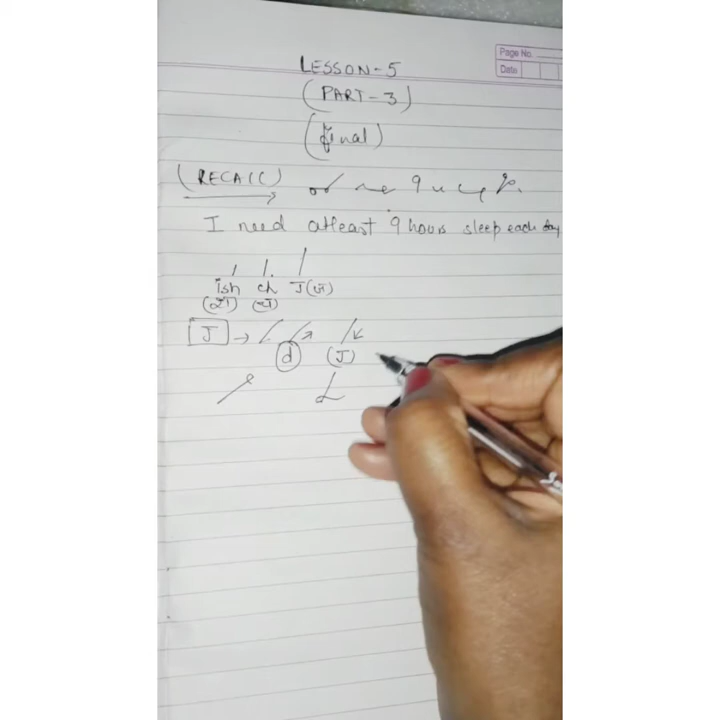 Page No.
Date
LESSON-5
(PART-3)
(final)
(RECALL)
I need atleast 9 hours sleep each day
ish ch J(ज)
(श) (च)
J →
d (J)